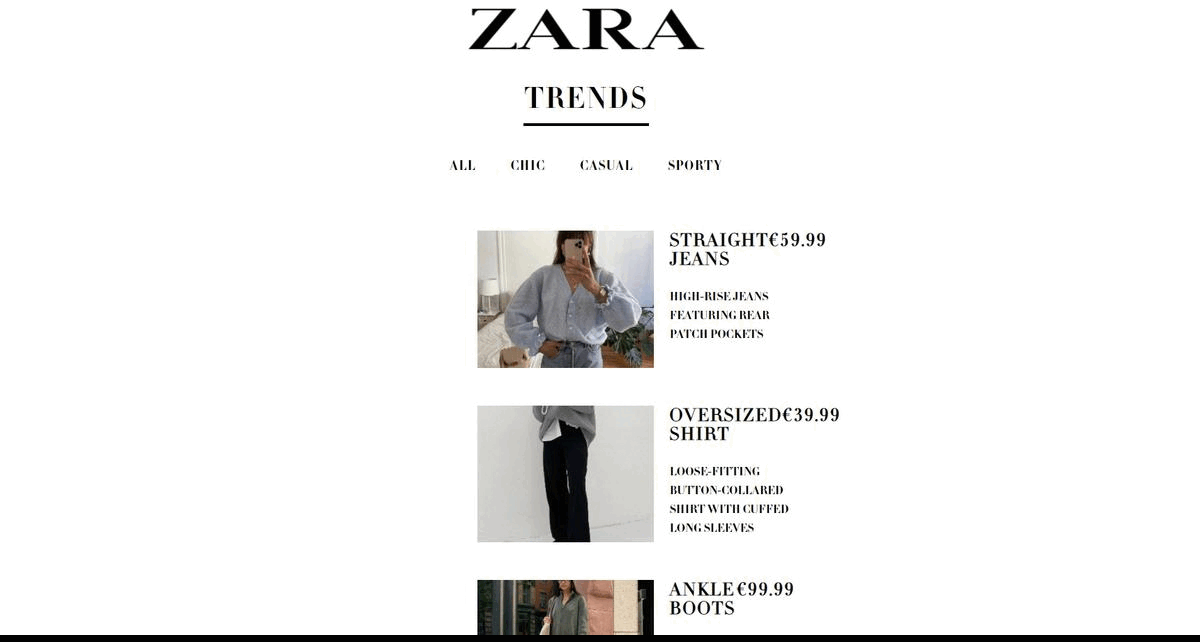 ZARA
TRENDS
ALL CHIC CASUAL SPORTY
STRAIGHT€59.99
JEANS
HIGH-RISE JEANS
FEATURING REAR
PATCH POCKETS
OVERSIZED€39.99
SHIRT
LOOSE-FITTING
BUTTON-COLLARED
SHIRT WITH CUFFED
LONG SLEEVES
ANKLE€99.99
BOOTS